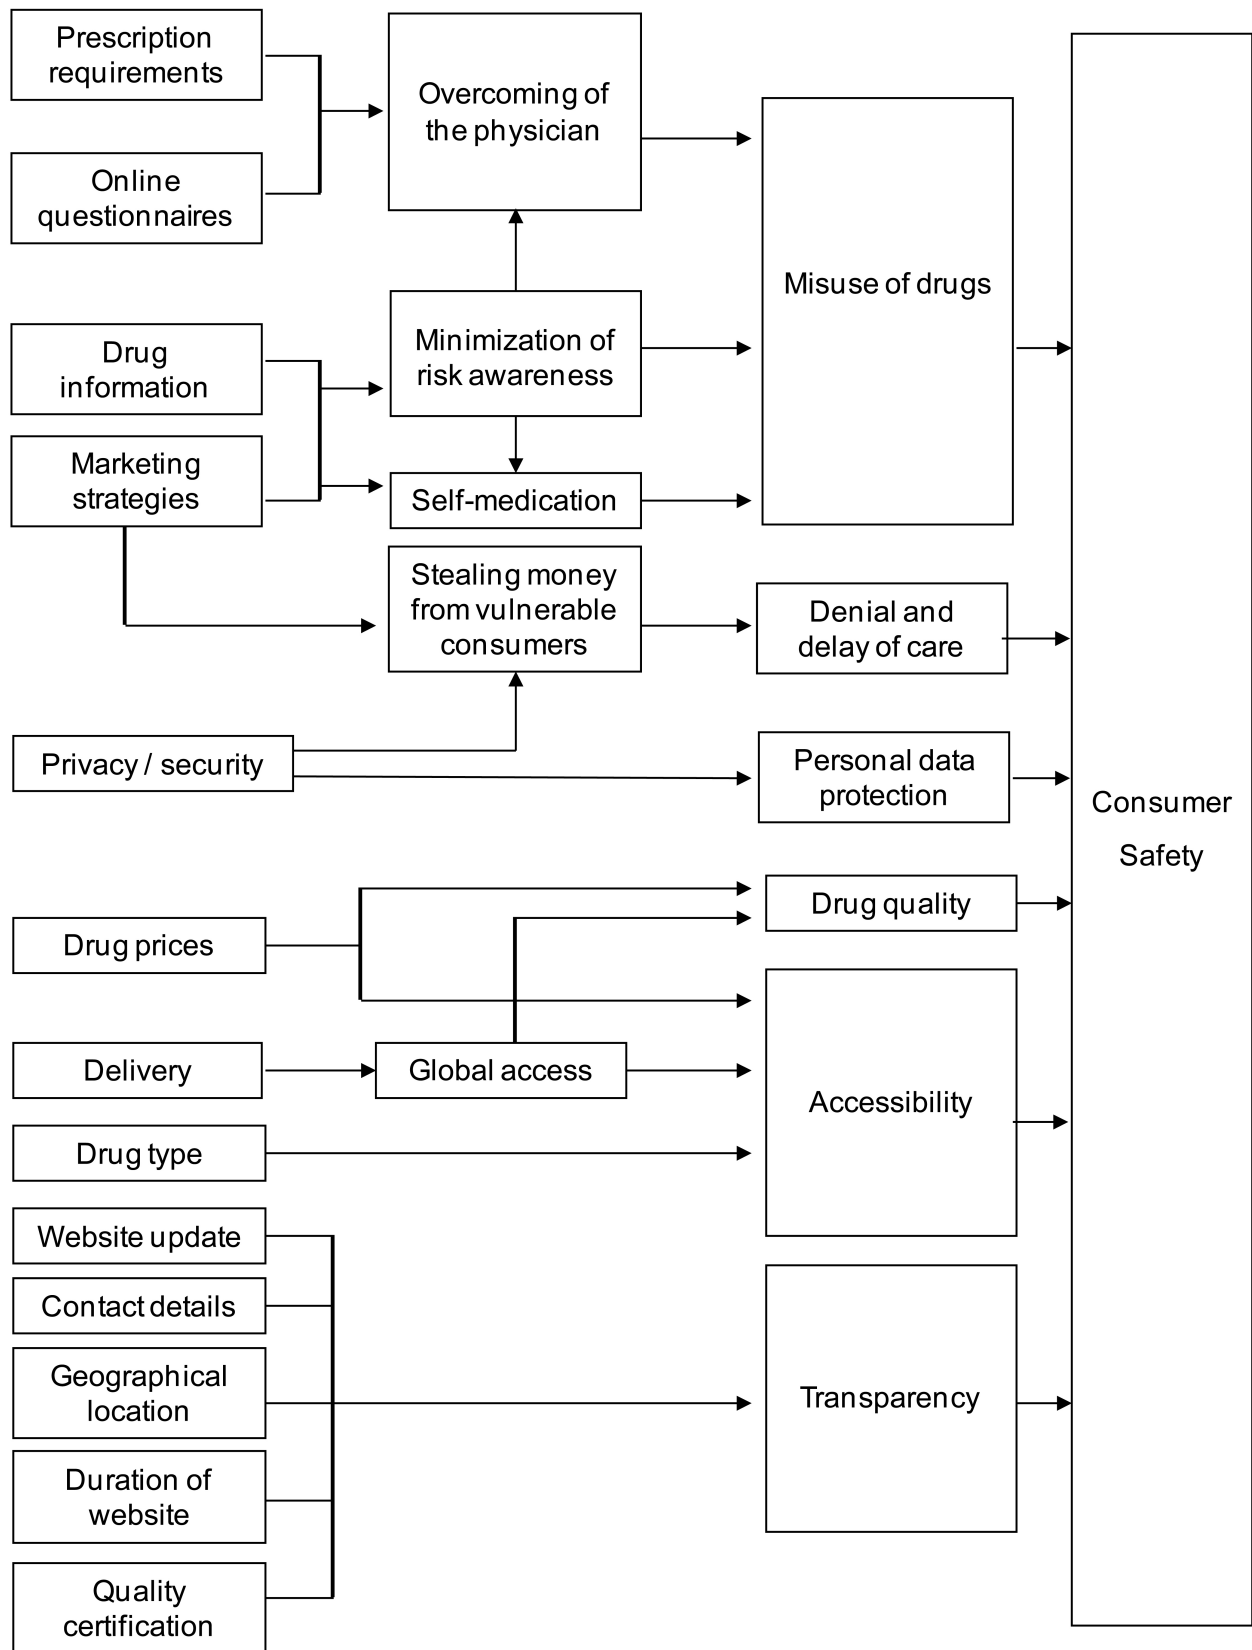 Prescription
requirements
Online
questionnaires
Drug
information
Marketing
strategies
Privacy / security
Drug prices
Delivery
Drug type
Website update
Contact details
Geographical
location
Duration of
website
Quality
certification
Overcoming of
the physician
Minimization of
risk awareness
Self-medication
Stealing money
from vulnerable
consumers
Global access
Misuse of drugs
Denial and
delay of care
Personal data
protection
Drug quality
Accessibility
Transparency
Consumer
Safety